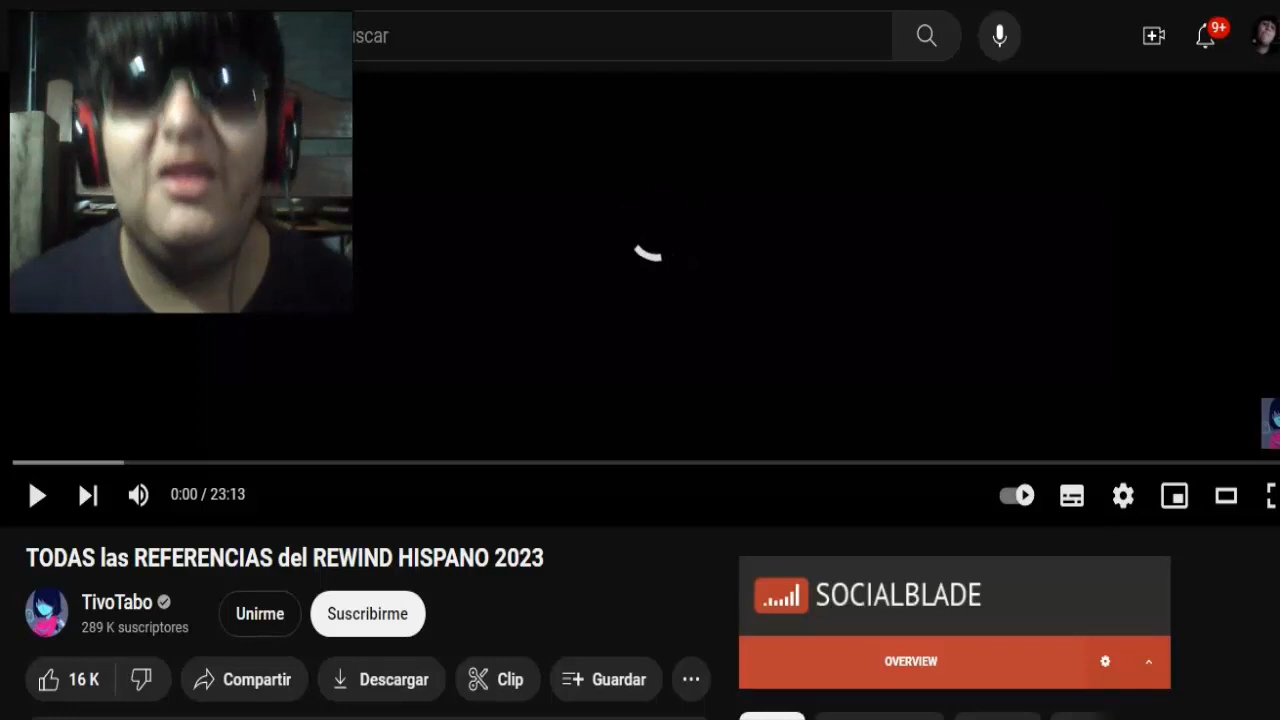 uscar
9+
0:00 / 23:13
TODAS las REFERENCIAS del REWIND HISPANO 2023
TivoTabo
289 K suscriptores
Unirme
Suscribirme
16 K
Compartir
Descargar
Clip
Guardar
SOCIALBLADE
OVERVIEW